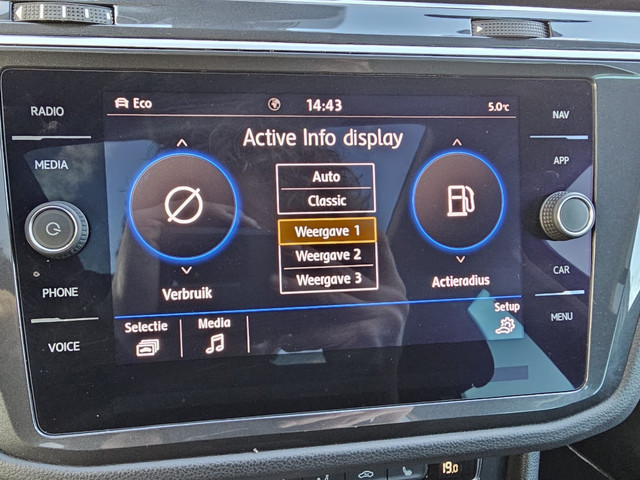 RADIO
MEDIA
PHONE
VOICE
Eco
14:43
5.0°C
Active Info display
Auto
Classic
Weergave 1
Weergave 2
Weergave 3
Verbruik
Actieradius
Selectie
Media
Setup
NAV
APP
CAR
MENU
19.0